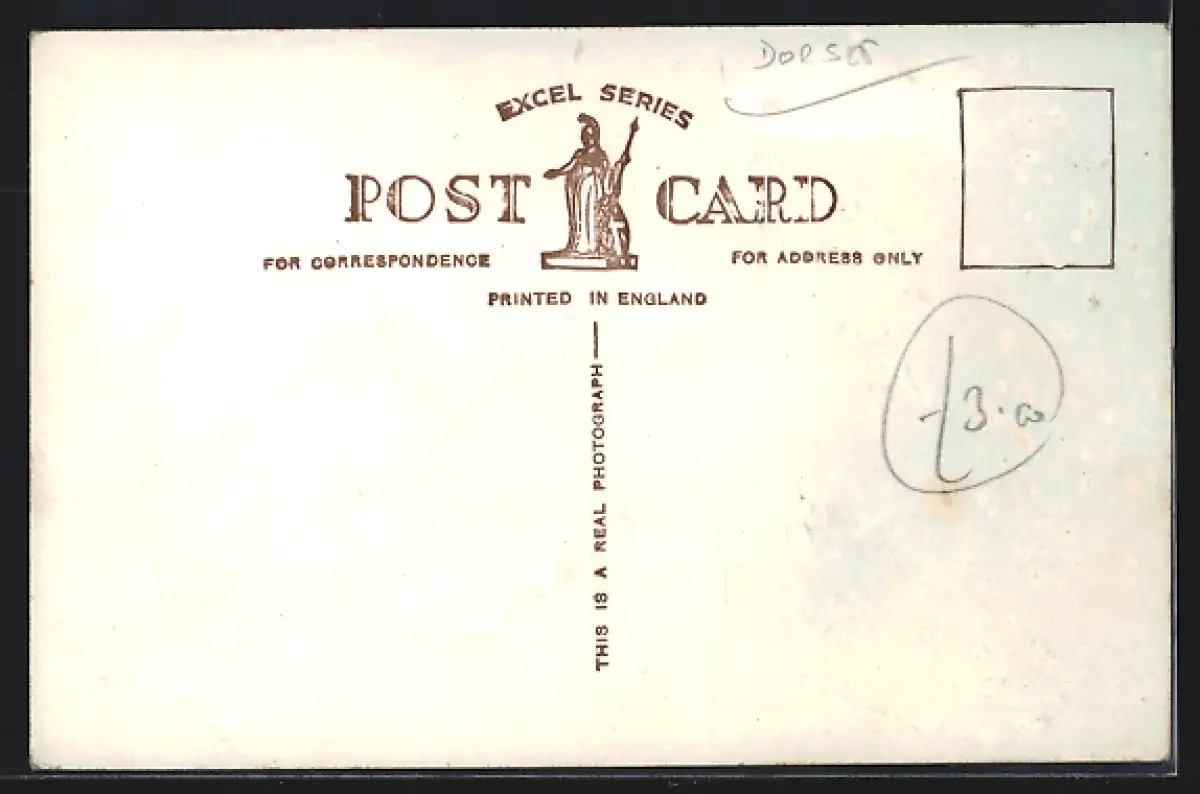 DORSET
EXCEL SERIES
POST CARD
FOR CORRESPONDENCE
FOR ADDRESS ONLY
PRINTED IN ENGLAND
THIS IS A REAL PHOTOGRAPH
£3.00